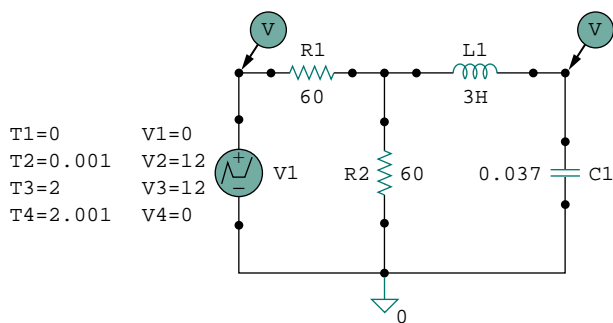 V
V
R1
60
L1
3H
T1=0 V1=0
T2=0.001 V2=12
T3=2 V3=12
T4=2.001 V4=0
V1
R2 60
0.037 C1
0